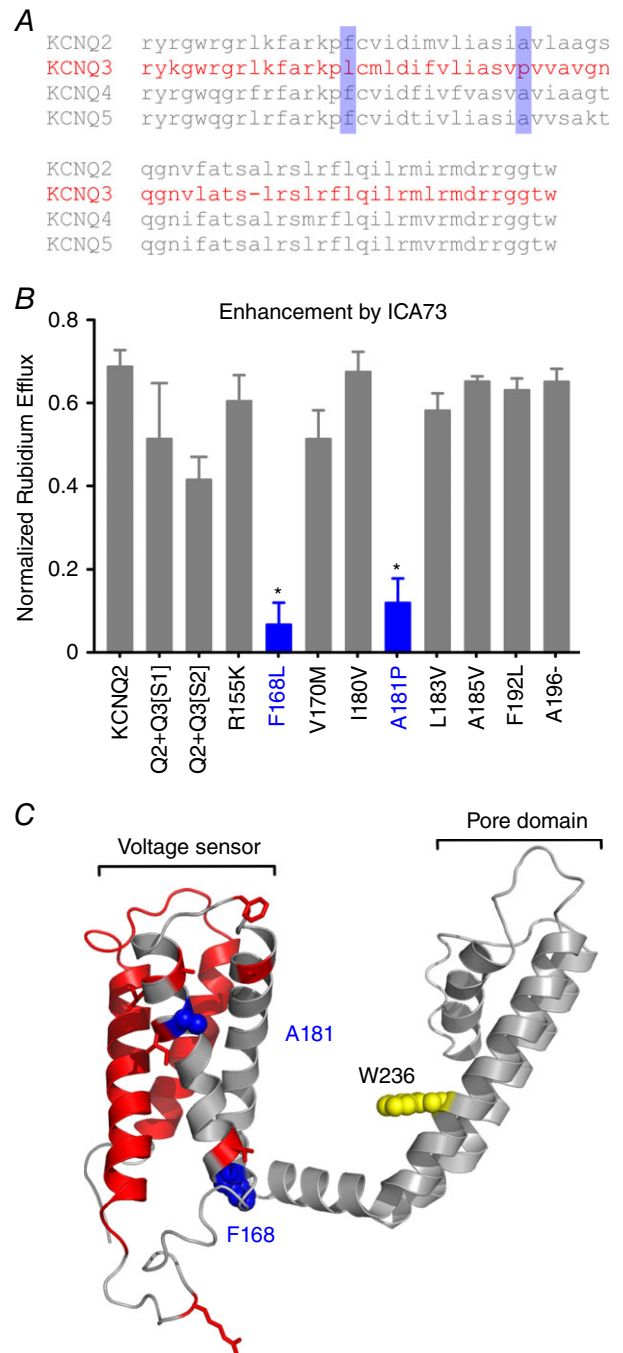 A
KCNQ2 ryrgwrgrlkfarkpfcvidimvliasiavlaags
KCNQ3 rykgwrgrlkfarkplcmldifvliasvpvvavgn
KCNQ4 rygwqgrfrfarkpfcvidfivfvasvaviaagt
KCNQ5 rygwqgrlrfarkpfcvidtivliasiavvsakt
KCNQ2 qgnvfatsalrslrflqilrmirmdrrggtw
KCNQ3 qgnvlats-lrslrflqilrmlrmdrrggtw
KCNQ4 qgnifatsalrsmrflqilrmvrmdrrggtw
KCNQ5 qgnifatsalrslrflqilrmvrmdrrggtw
B
Enhancement by ICA73
Normalized Rubidium Efflux
0.8
0.6
0.4
0.2
0
*
*
KCNQ2
Q2+Q3[S1]
Q2+Q3[S2]
R155K
F168L
V170M
I180V
A181P
L183V
A185V
F192L
A196-
C
Voltage sensor
Pore domain
A181
W236
F168